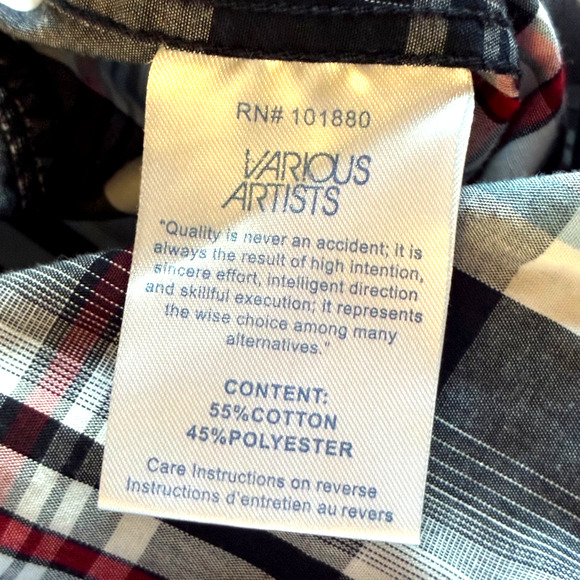 RN# 101880
VARIOUS
ARTISTS
"Quality is never an accident; it is
always the result of high intention,
sincere effort, intelligent direction
and skillful execution; it represents
the wise choice among many
alternatives."
CONTENT:
55%COTTON
45%POLYESTER
Care Instructions on reverse
Instructions d'entretien au revers